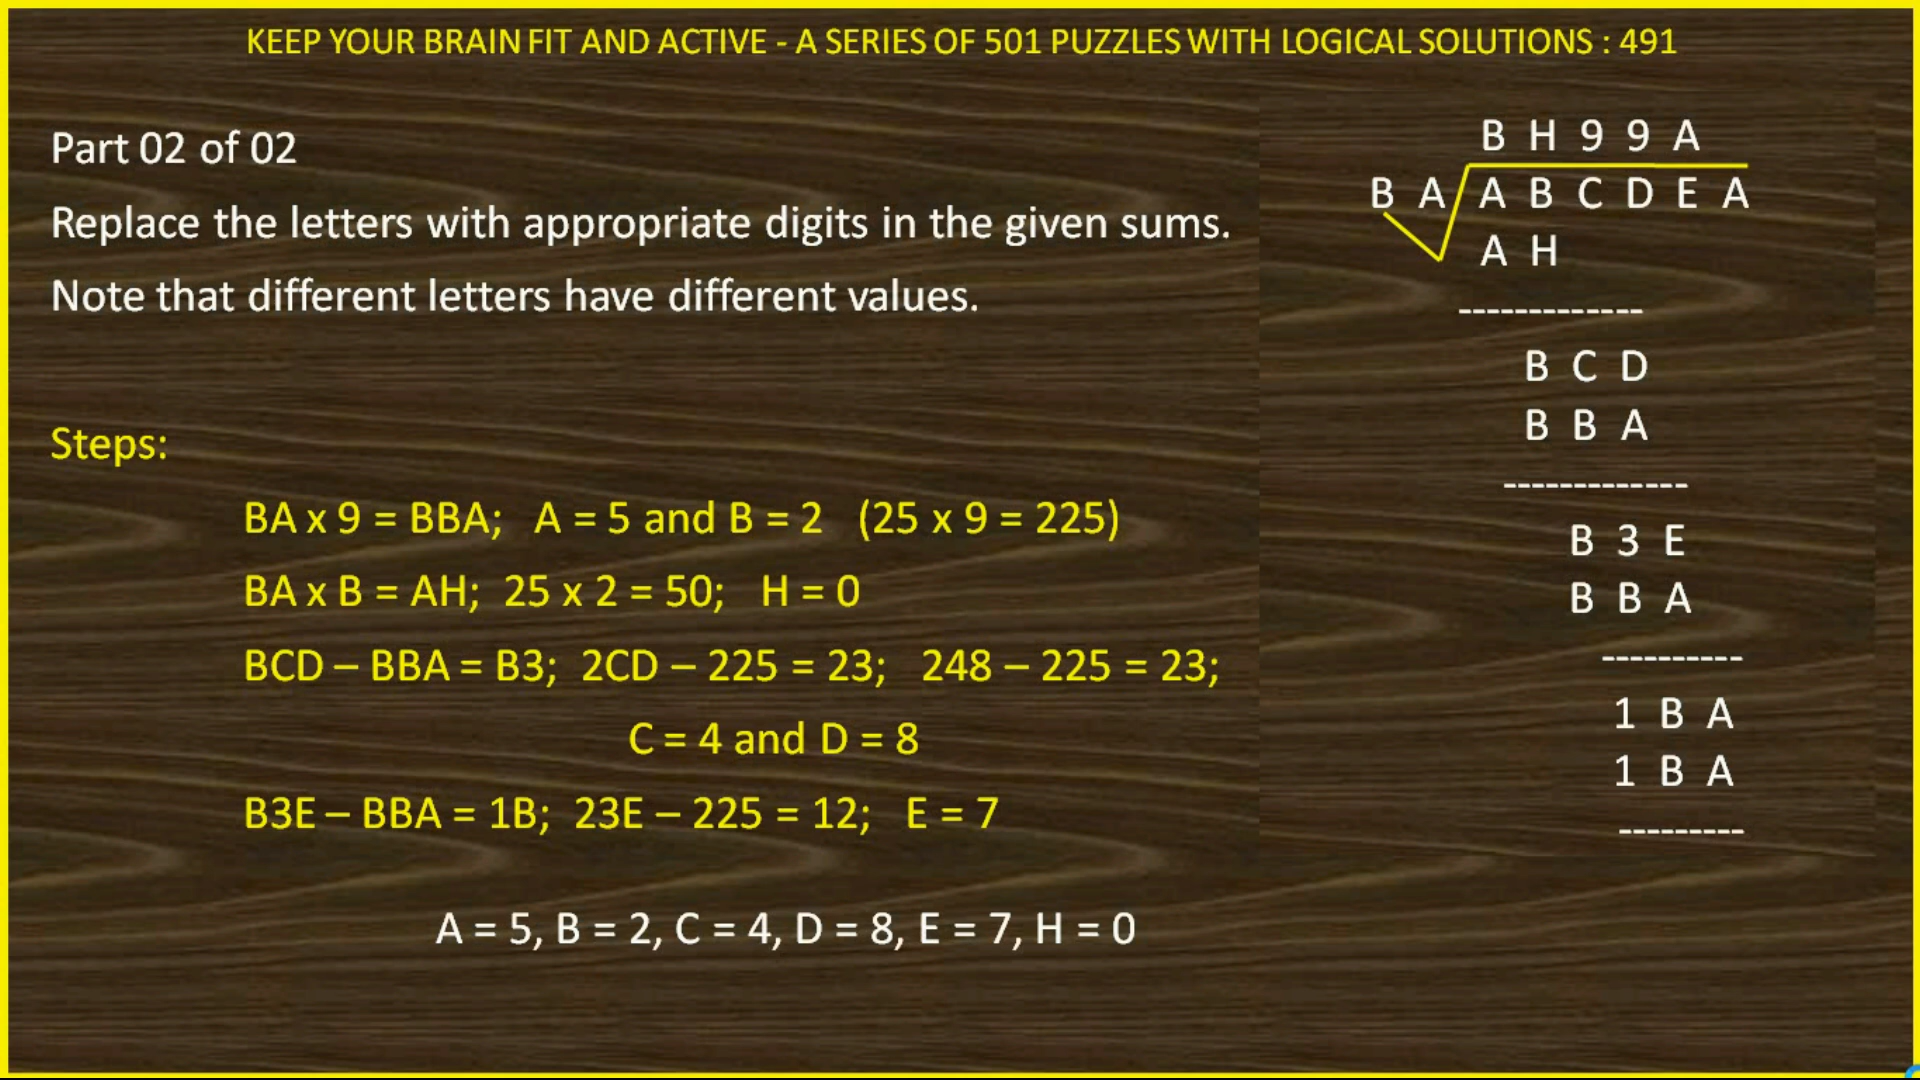 KEEP YOUR BRAIN FIT AND ACTIVE - A SERIES OF 501 PUZZLES WITH LOGICAL SOLUTIONS : 491
Part 02 of 02
Replace the letters with appropriate digits in the given sums.
Note that different letters have different values.
Steps:
BA x 9 = BBA; A = 5 and B = 2 (25 x 9 = 225)
BA x B = AH; 25 x 2 = 50; H = 0
BCD – BBA = B3; 2CD – 225 = 23; 248 – 225 = 23;
C = 4 and D = 8
B3E – BBA = 1B; 23E – 225 = 12; E = 7
A = 5, B = 2, C = 4, D = 8, E = 7, H = 0
B H 9 9 A
B A A B C D E A
A H
-------------
B C D
B B A
-------------
B 3 E
B B A
----------
1 B A
1 B A
---------